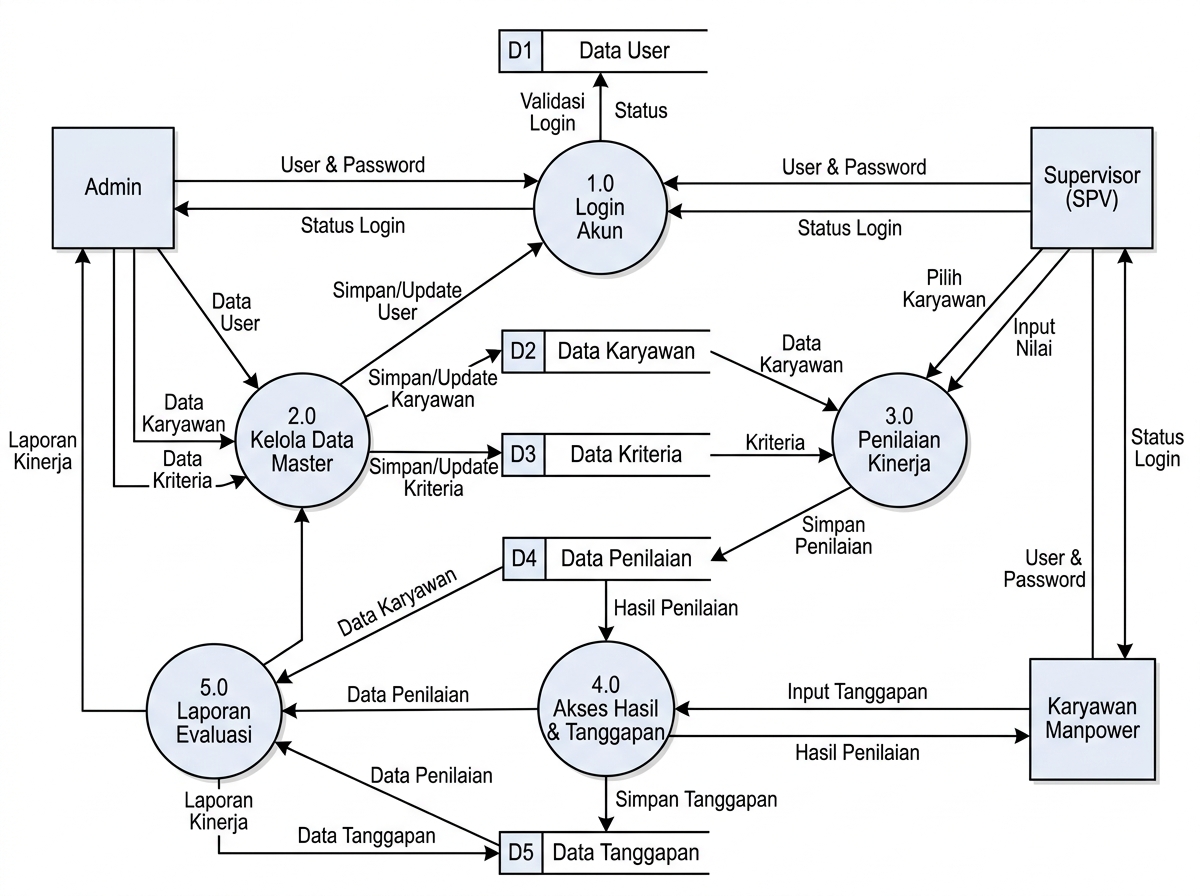 D1 Data User
Validasi
Login
Status
Admin
User & Password
Status Login
1.0
Login
Akun
User & Password
Status Login
Supervisor
(SPV)
Data
User
Simpan/Update
User
Pilih
Karyawan
Input
Nilai
D2 Data Karyawan
Data
Karyawan
Simpan/Update
Karyawan
Data
Karyawan
Data
Kriteria
2.0
Kelola Data
Master
D3 Data Kriteria
Simpan/Update
Kriteria
Kriteria
3.0
Penilaian
Kinerja
Laporan
Kinerja
Status
Login
Simpan
Penilaian
D4 Data Penilaian
User &
Password
Data Karyawan
Hasil Penilaian
5.0
Laporan
Evaluasi
Data Penilaian
4.0
Akses Hasil
& Tanggapan
Input Tanggapan
Hasil Penilaian
Karyawan
Manpower
Data Penilaian
Simpan Tanggapan
Laporan
Kinerja
Data Tanggapan
D5 Data Tanggapan